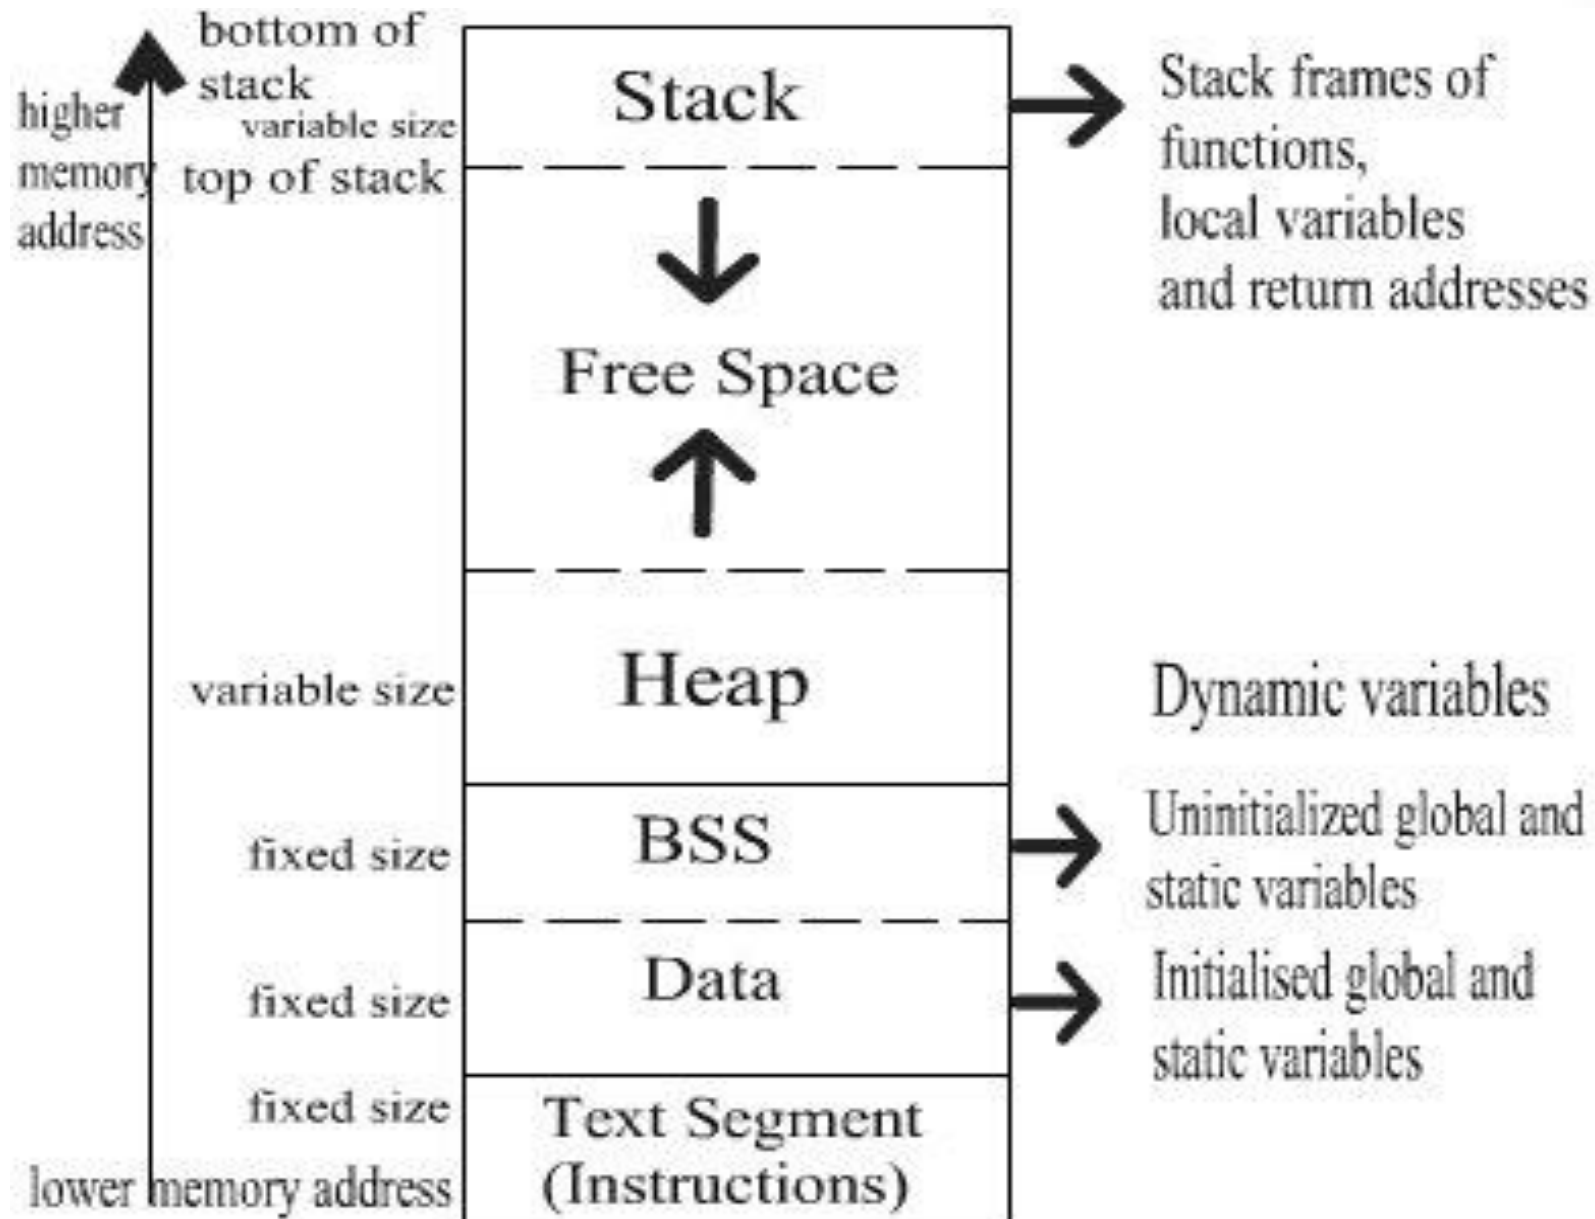 bottom of
stack
variable size
top of stack
higher
memory
address
Stack
Stack frames of
functions,
local variables
and return addresses
Free Space
variable size
Heap
Dynamic variables
fixed size
BSS
Uninitialized global and
static variables
fixed size
Data
Initialised global and
static variables
fixed size
Text Segment
(Instructions)
lower memory address